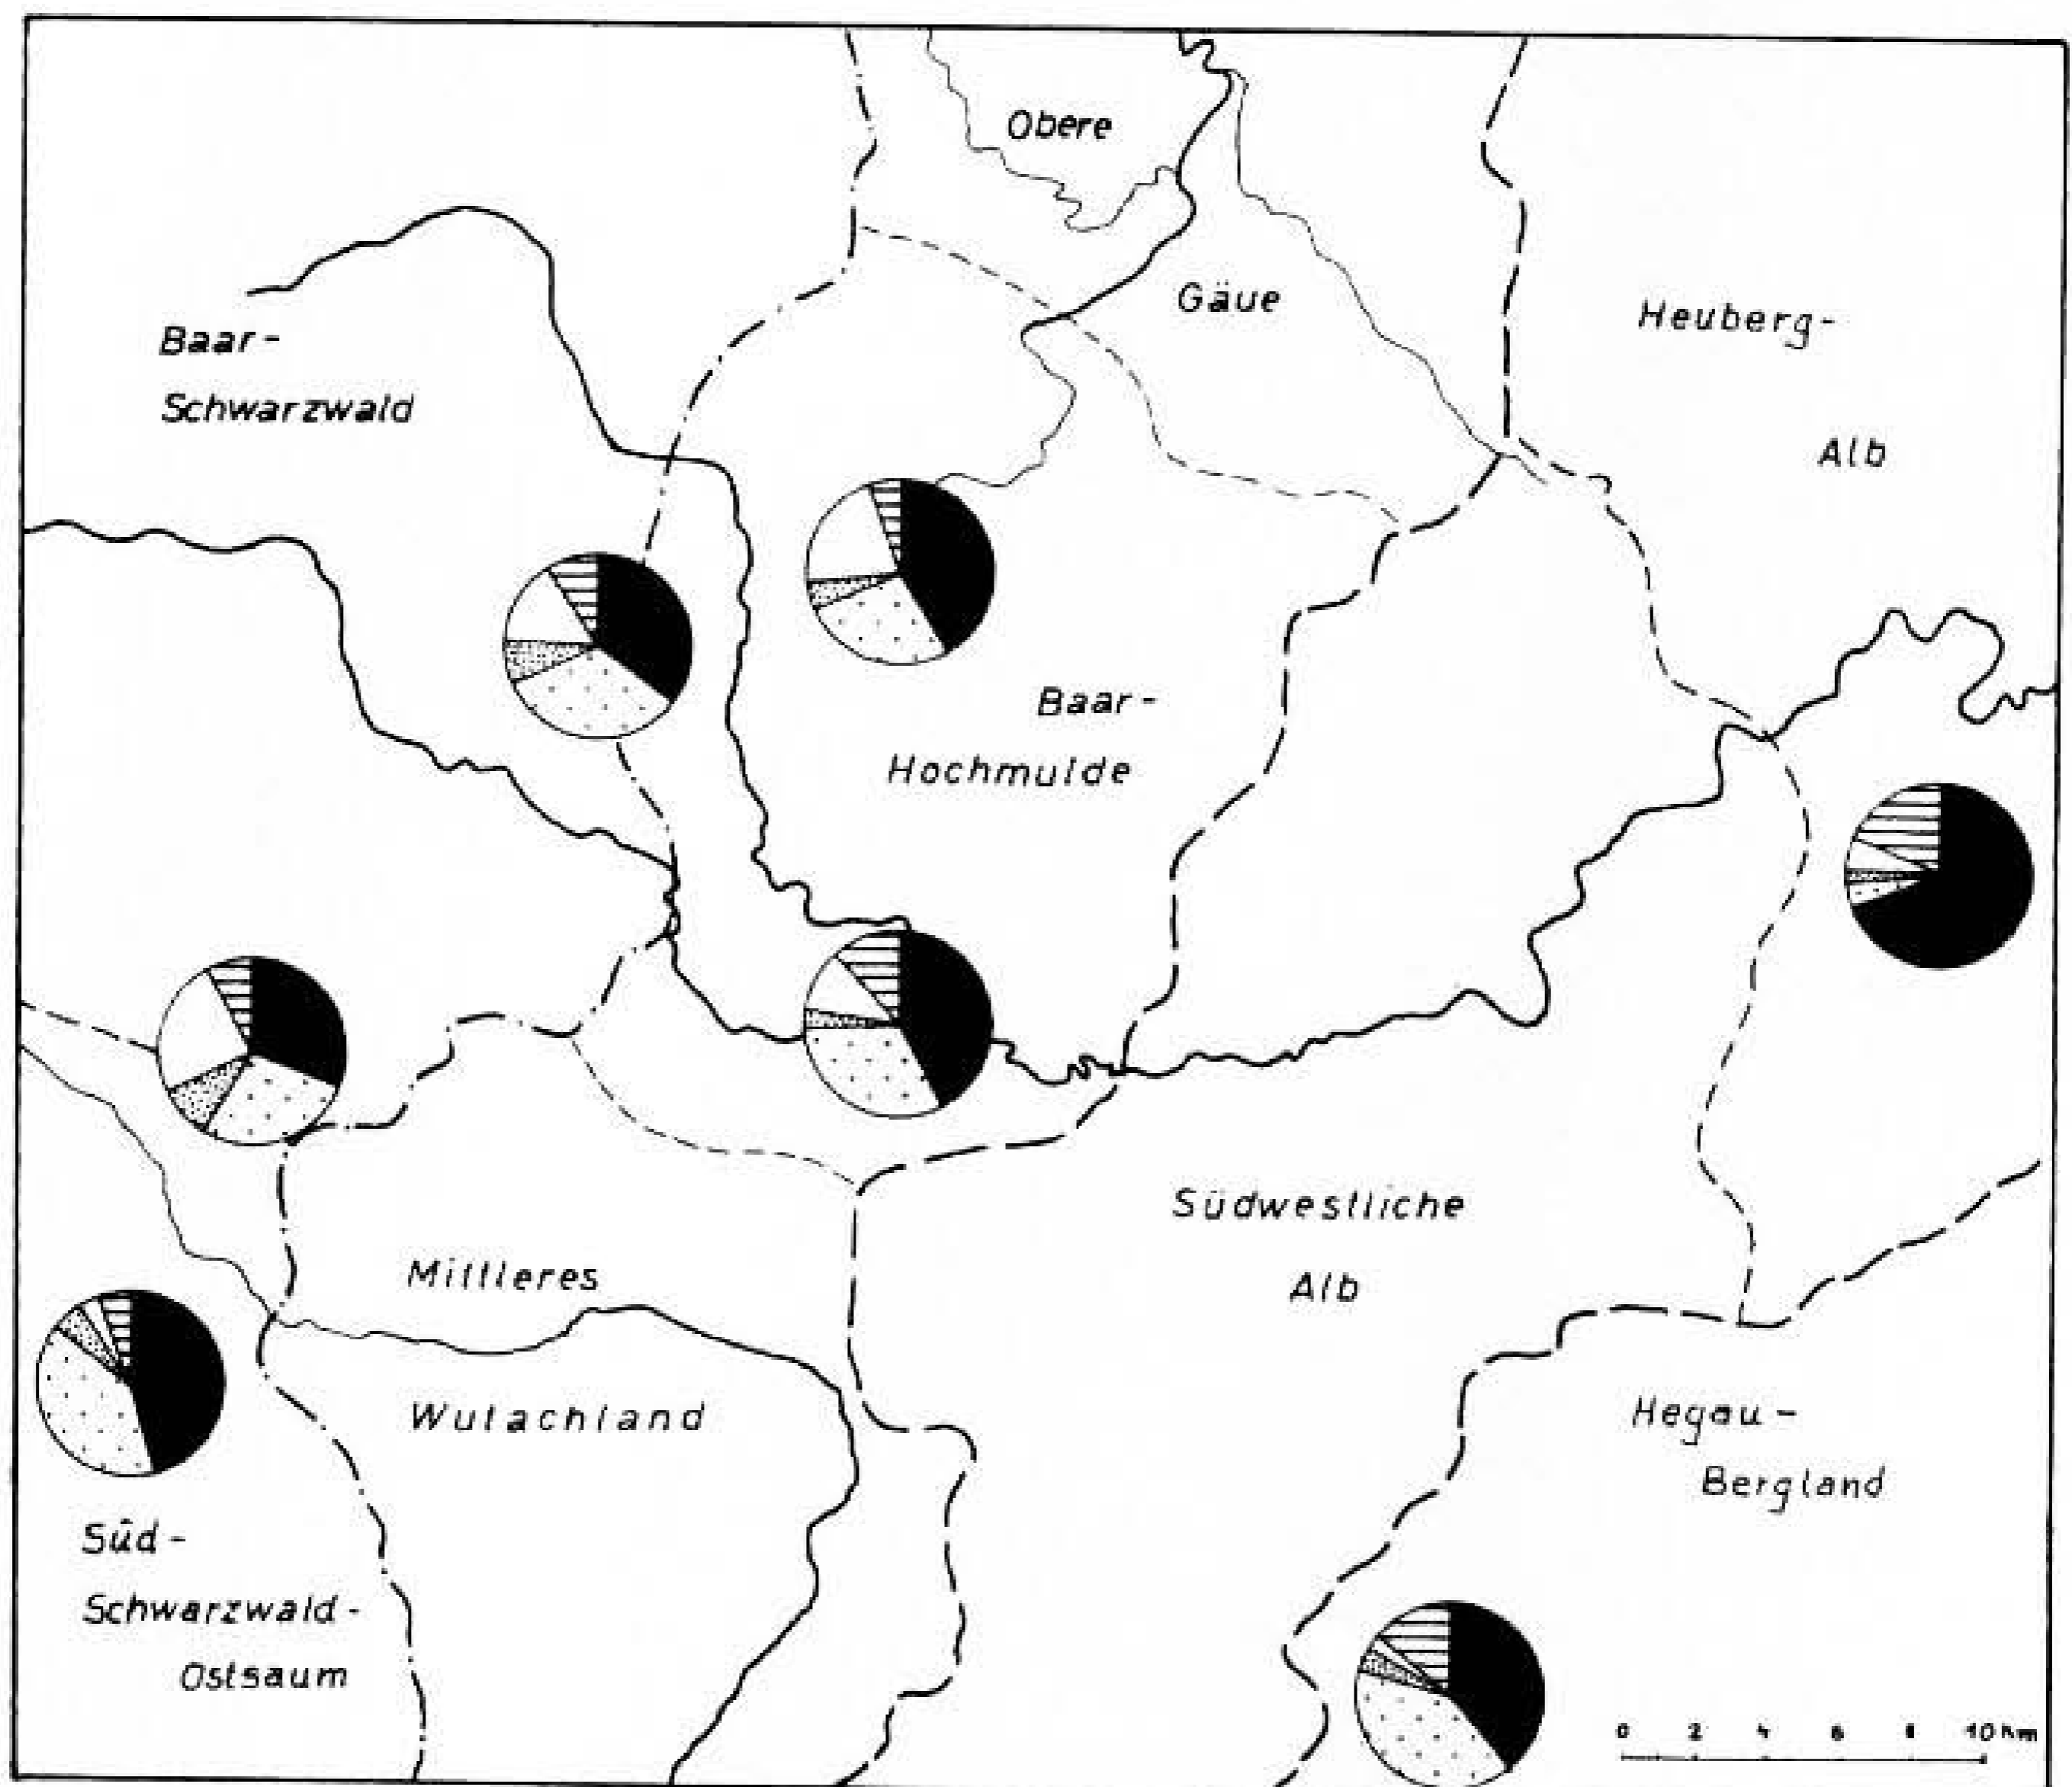 Obere
Gäue
Heuberg-
Alb
Baar-
Schwarzwald
Baar-
Hochmulde
Südwestliche
Alb
Mittleres
Wutachland
Hegau-
Bergland
Süd-
Schwarzwald-
Ostsaum
0 2 4 6 8 10 km